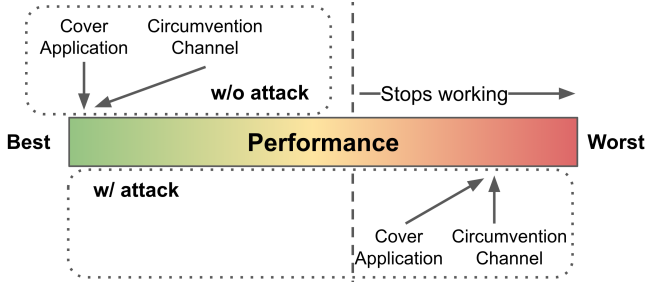 Cover
Application
Circumvention
Channel
w/o attack
Stops working
Best
Performance
Worst
w/ attack
Cover
Application
Circumvention
Channel